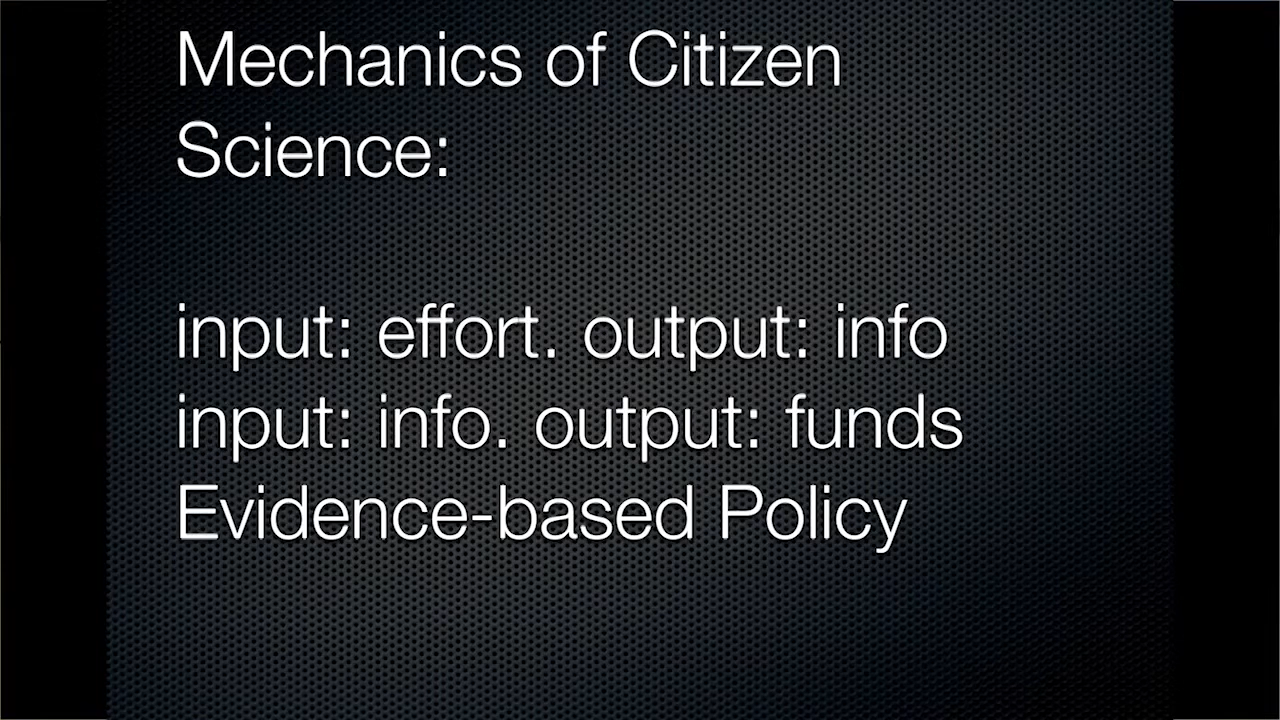 Mechanics of Citizen
Science:
input: effort. output: info
input: info. output: funds
Evidence-based Policy